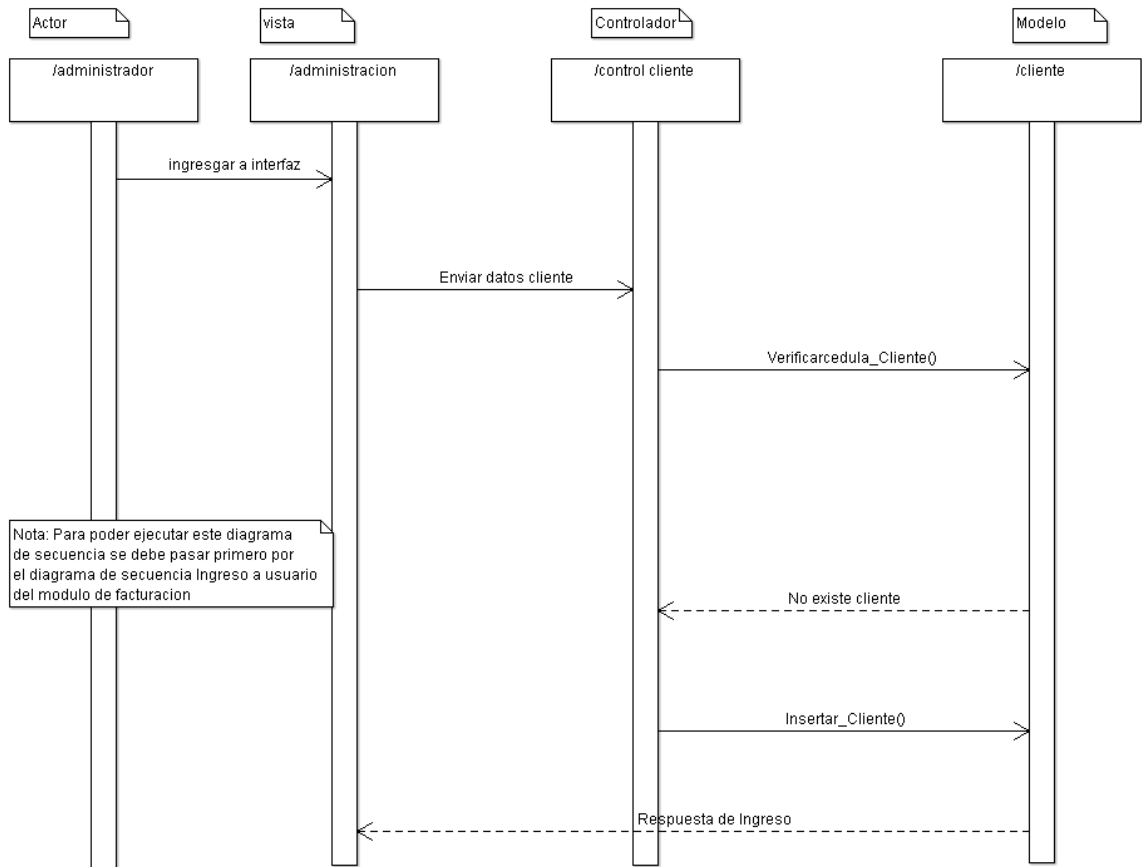 Actor
vista
Controlador
Modelo
/administrador
/administracion
/control cliente
/cliente
ingresgar a interfaz
Enviar datos cliente
Verificarcedula_Cliente()
Nota: Para poder ejecutar este diagrama
de secuencia se debe pasar primero por
el diagrama de secuencia Ingreso a usuario
del modulo de facturacion
No existe cliente
Insertar_Cliente()
Respuesta de Ingreso